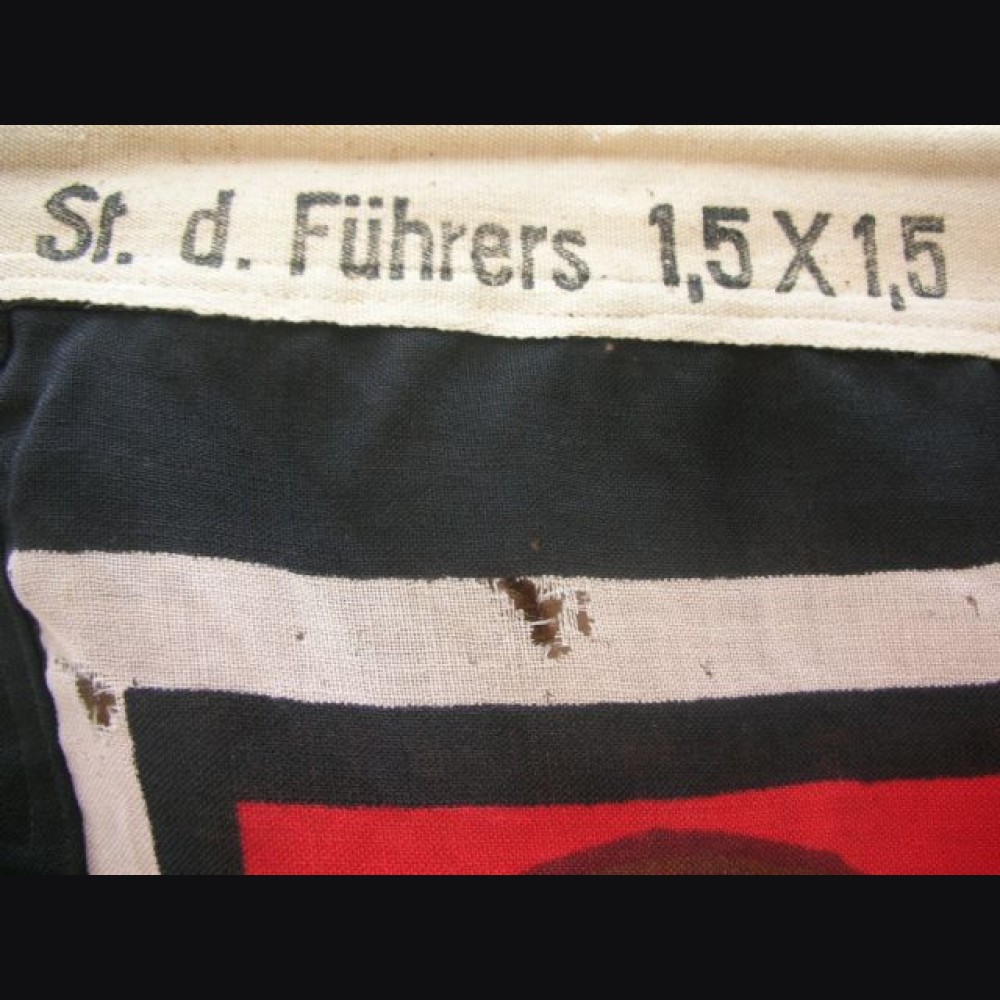 St. d. Führers 1,5 X 1,5